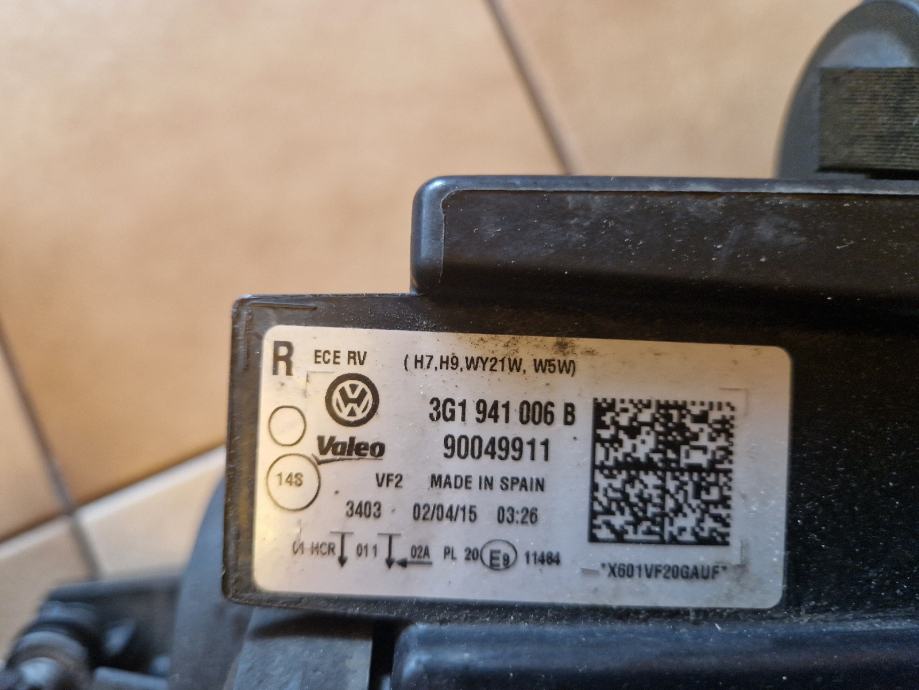 R ECE RV (H7,H9,WY21W, W5W)
3G1 941 006 B
Valeo 90049911
14S VF2 MADE IN SPAIN
3403 02/04/15 03:26
01 HCR 011 02A PL 20 E9 11484
*X601VF20GAUF*